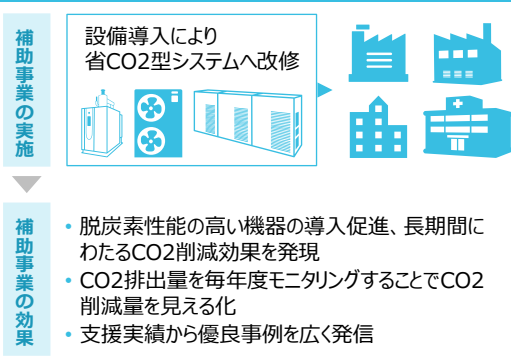 補助事業の実施
設備導入により
省CO2型システムへ改修
補助事業の効果
• 脱炭素性能の高い機器の導入促進、長期間に
わたるCO2削減効果を発現
• CO2排出量を毎年度モニタリングすることでCO2
削減量を見える化
• 支援実績から優良事例を広く発信